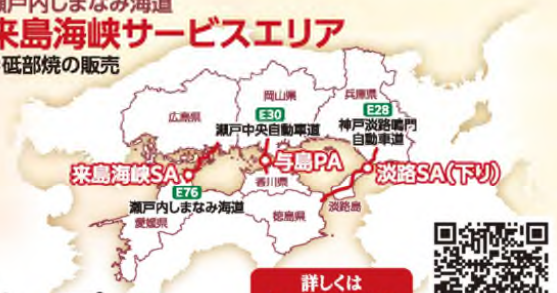 瀬戸内しまなみ海道
来島海峡サービスエリア
砥部焼の販売
広島県
岡山県
兵庫県
E30
瀬戸中央自動車道
E28
神戸淡路鳴門
自動車道
来島海峡SA
与島PA
淡路SA(下り)
E76
瀬戸内しまなみ海道
香川県
愛媛県
徳島県
淡路島
詳しくは